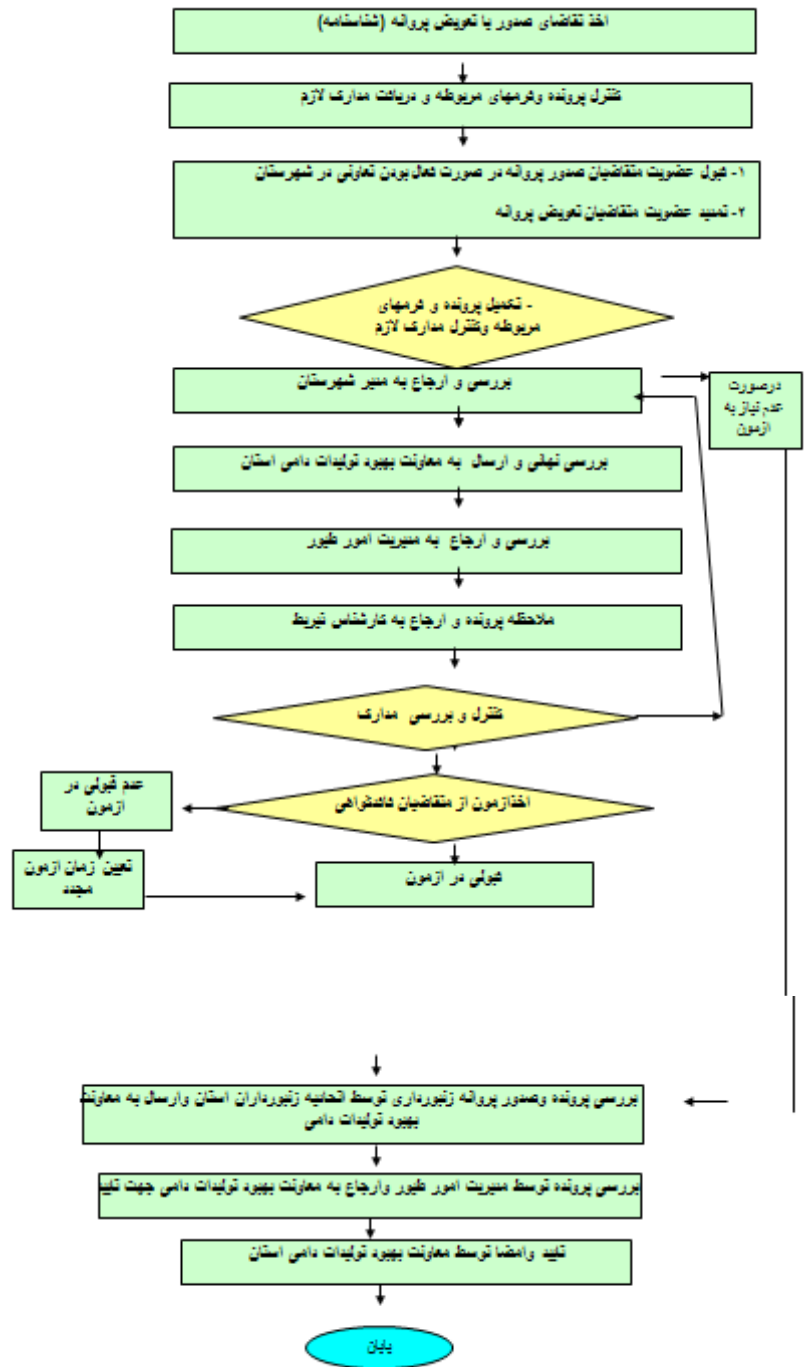 اخذ تقاضای صدور یا تعویض پروانه (شناسنامه)
کنترل پرونده وفرمهای مربوطه و دریافت مدارک لازم
۱- قبول عضویت متقاضیان صدور پروانه در صورت فعال بودن تعاونی در شهرستان
۲- تمدید عضویت متقاضیان تعویض پروانه
- تکمیل پرونده و فرمهای
مربوطه وکنترل مدارک لازم
بررسی و ارجاع به مدیر شهرستان
درصورت
عدم نیاز به
ازمون
بررسی نهائی و ارسال به معاونت بهبود تولیدات دامی استان
بررسی و ارجاع به مدیریت امور طیور
ملاحظه پرونده و ارجاع به کارشناس ذیربط
کنترل و بررسی مدارک
اخذازمون از متقاضیان فاقدگواهی
عدم قبولی در
ازمون
تعیین زمان ازمون
مجدد
قبولی در ازمون
بررسی پرونده وصدور پروانه زنبورداری توسط اتحادیه زنبورداران استان وارسال به معاونت
بهبود تولیدات دامی
بررسی پرونده توسط مدیریت امور طیور وارجاع به معاونت بهبود تولیدات دامی جهت تایید
تایید وامضا توسط معاونت بهبود تولیدات دامی استان
پایان